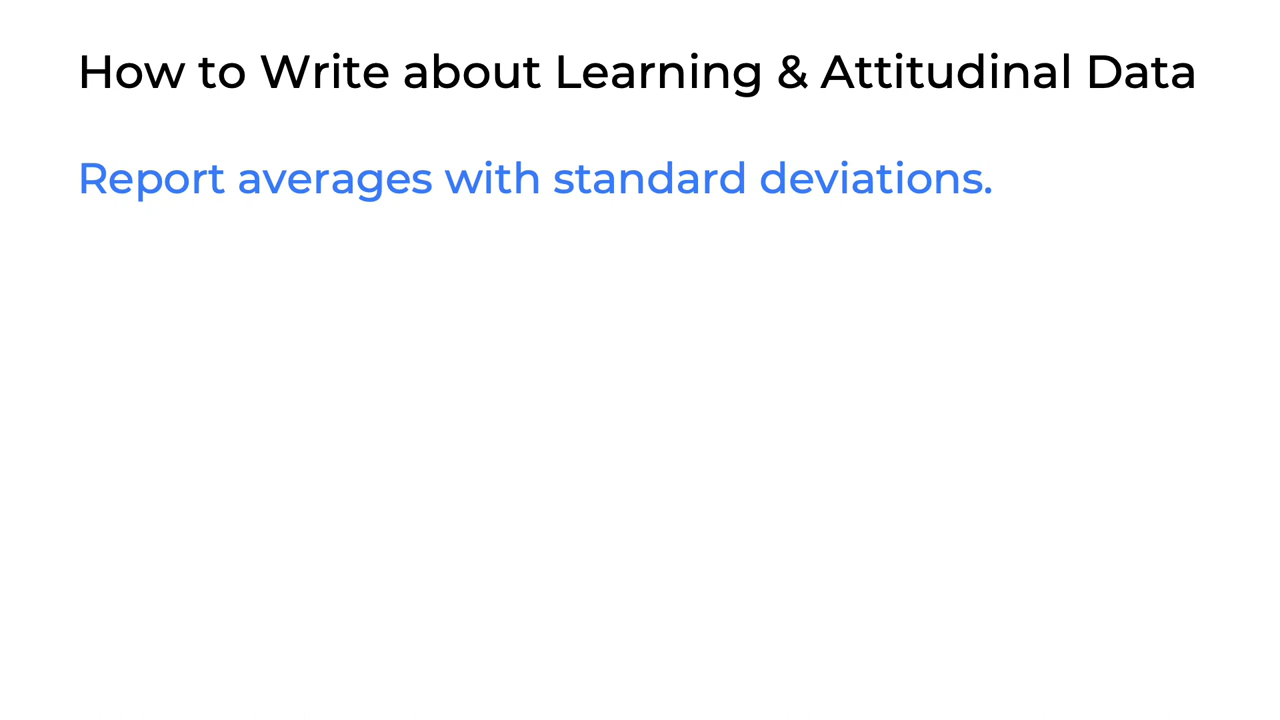 How to Write about Learning & Attitudinal Data
Report averages with standard deviations.